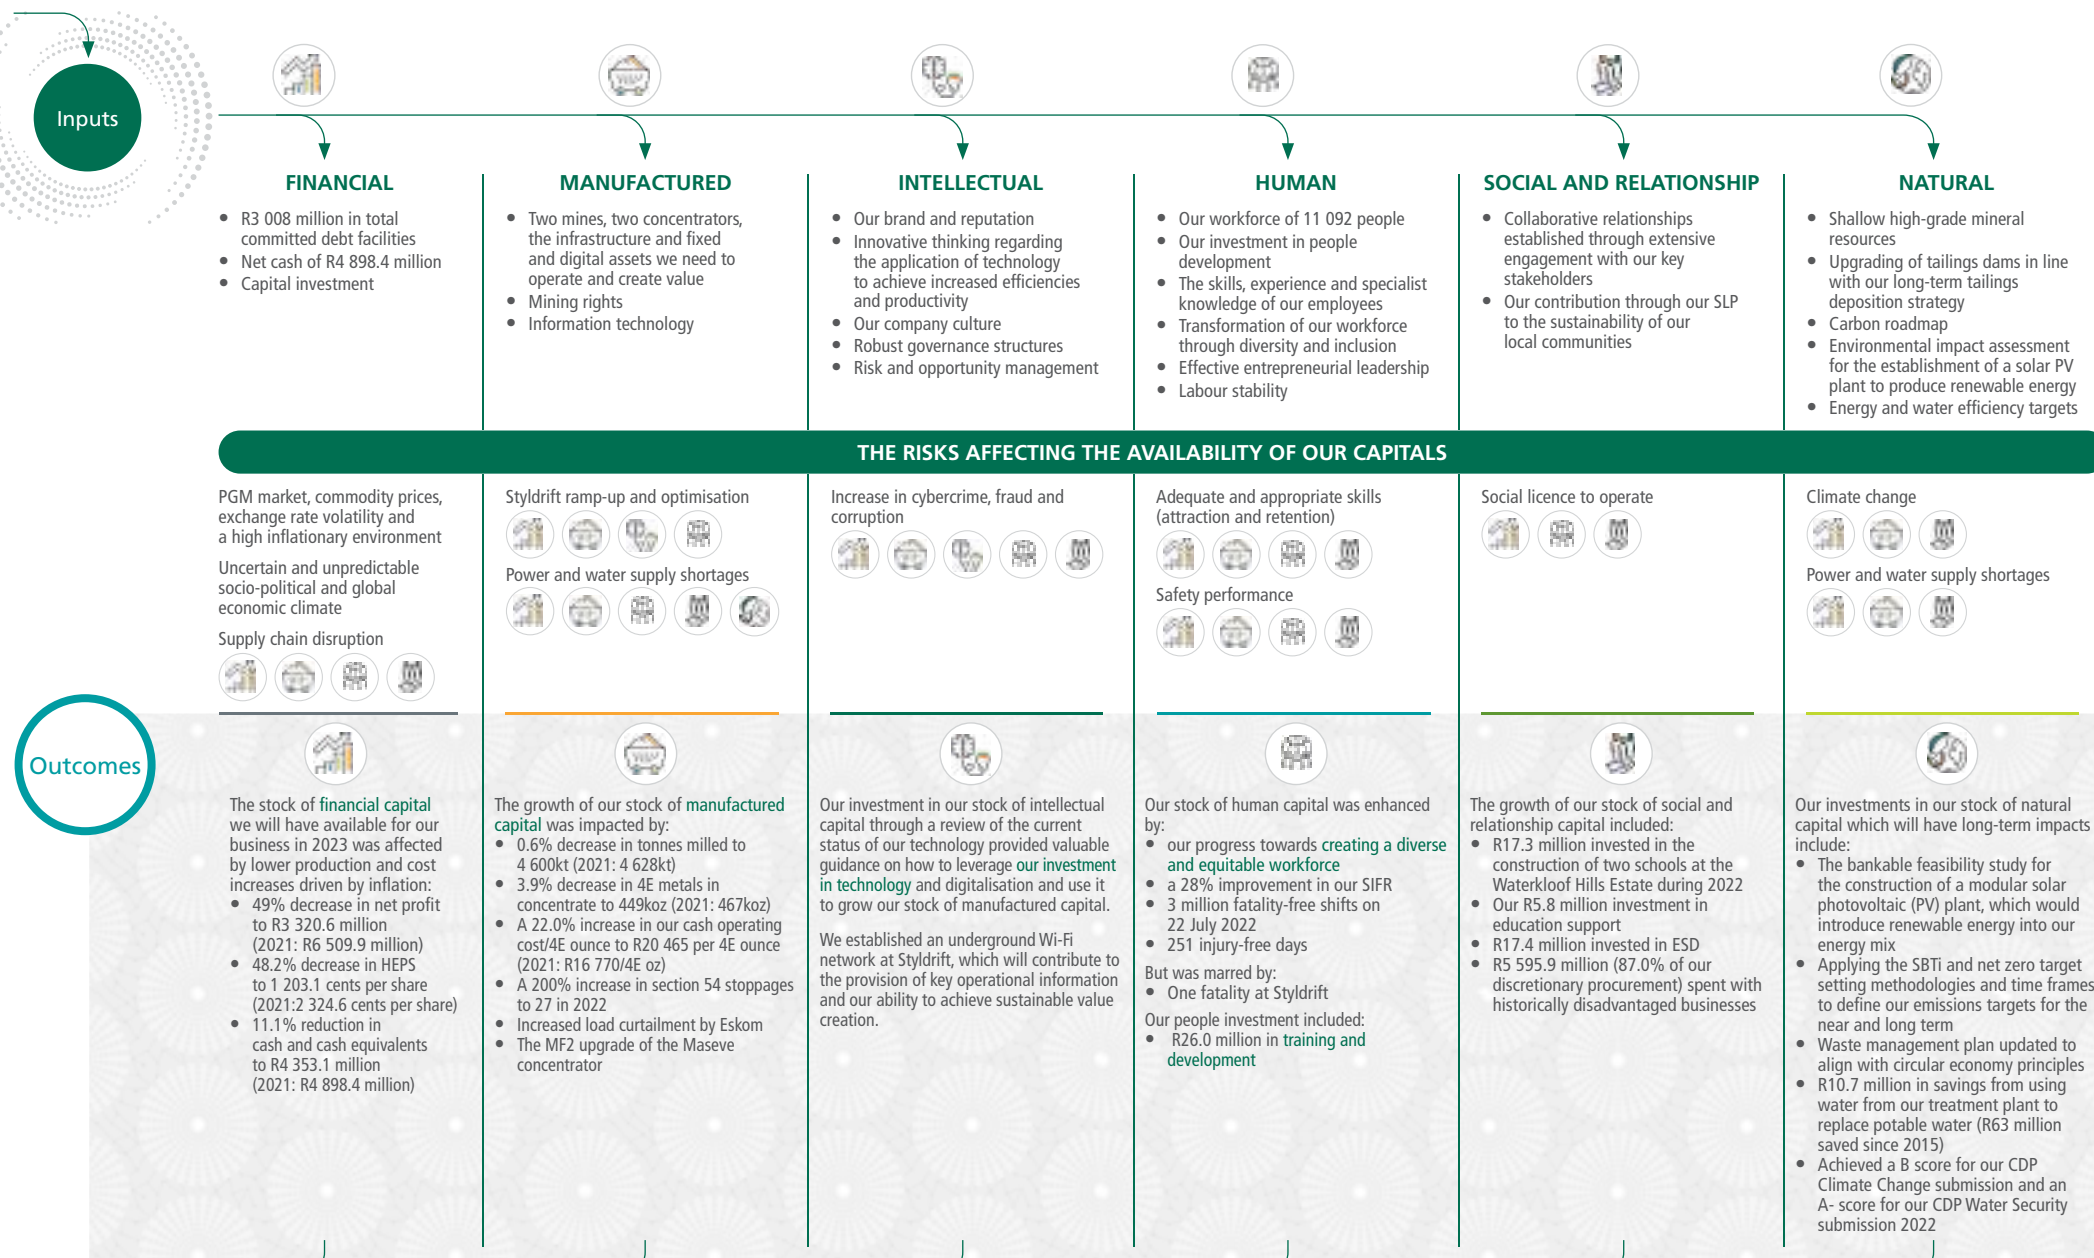 Inputs
FINANCIAL
• R3 008 million in total
committed debt facilities
• Net cash of R4 898.4 million
• Capital investment
MANUFACTURED
• Two mines, two concentrators,
the infrastructure and fixed
and digital assets we need to
operate and create value
• Mining rights
• Information technology
INTELLECTUAL
• Our brand and reputation
• Innovative thinking regarding
the application of technology
to achieve increased efficiencies
and productivity
• Our company culture
• Robust governance structures
• Risk and opportunity management
HUMAN
• Our workforce of 11 092 people
• Our investment in people
development
• The skills, experience and specialist
knowledge of our employees
• Transformation of our workforce
through diversity and inclusion
• Effective entrepreneurial leadership
• Labour stability
SOCIAL AND RELATIONSHIP
• Collaborative relationships
established through extensive
engagement with our key
stakeholders
• Our contribution through our SLP
to the sustainability of our
local communities
NATURAL
• Shallow high-grade mineral
resources
• Upgrading of tailings dams in line
with our long-term tailings
deposition strategy
• Carbon roadmap
• Environmental impact assessment
for the establishment of a solar PV
plant to produce renewable energy
• Energy and water efficiency targets
THE RISKS AFFECTING THE AVAILABILITY OF OUR CAPITALS
PGM market, commodity prices,
exchange rate volatility and
a high inflationary environment
Uncertain and unpredictable
socio-political and global
economic climate
Supply chain disruption
Styldrift ramp-up and optimisation
Power and water supply shortages
Increase in cybercrime, fraud and
corruption
Adequate and appropriate skills
(attraction and retention)
Safety performance
Social licence to operate
Climate change
Power and water supply shortages
Outcomes
The stock of financial capital
we will have available for our
business in 2023 was affected
by lower production and cost
increases driven by inflation:
• 49% decrease in net profit
to R3 320.6 million
(2021: R6 509.9 million)
• 48.2% decrease in HEPS
to 1 203.1 cents per share
(2021:2 324.6 cents per share)
• 11.1% reduction in
cash and cash equivalents
to R4 353.1 million
(2021: R4 898.4 million)
The growth of our stock of manufactured
capital was impacted by:
• 0.6% decrease in tonnes milled to
4 600kt (2021: 4 628kt)
• 3.9% decrease in 4E metals in
concentrate to 449koz (2021: 467koz)
• A 22.0% increase in our cash operating
cost/4E ounce to R20 465 per 4E ounce
(2021: R16 770/4E oz)
• A 200% increase in section 54 stoppages
to 27 in 2022
• Increased load curtailment by Eskom
• The MF2 upgrade of the Maseve
concentrator
Our investment in our stock of intellectual
capital through a review of the current
status of our technology provided valuable
guidance on how to leverage our investment
in technology and digitalisation and use it
to grow our stock of manufactured capital.
We established an underground Wi-Fi
network at Styldrift, which will contribute to
the provision of key operational information
and our ability to achieve sustainable value
creation.
Our stock of human capital was enhanced
by:
• our progress towards creating a diverse
and equitable workforce
• a 28% improvement in our SIFR
• 3 million fatality-free shifts on
22 July 2022
• 251 injury-free days
But was marred by:
• One fatality at Styldrift
Our people investment included:
• R26.0 million in training and
development
The growth of our stock of social and
relationship capital included:
• R17.3 million invested in the
construction of two schools at the
Waterkloof Hills Estate during 2022
• Our R5.8 million investment in
education support
• R17.4 million invested in ESD
• R5 595.9 million (87.0% of our
discretionary procurement) spent with
historically disadvantaged businesses
Our investments in our stock of natural
capital which will have long-term impacts
include:
• The bankable feasibility study for
the construction of a modular solar
photovoltaic (PV) plant, which would
introduce renewable energy into our
energy mix
• Applying the SBTi and net zero target
setting methodologies and time frames
to define our emissions targets for the
near and long term
• Waste management plan updated to
align with circular economy principles
• R10.7 million in savings from using
water from our treatment plant to
replace potable water (R63 million
saved since 2015)
• Achieved a B score for our CDP
Climate Change submission and an
A- score for our CDP Water Security
submission 2022